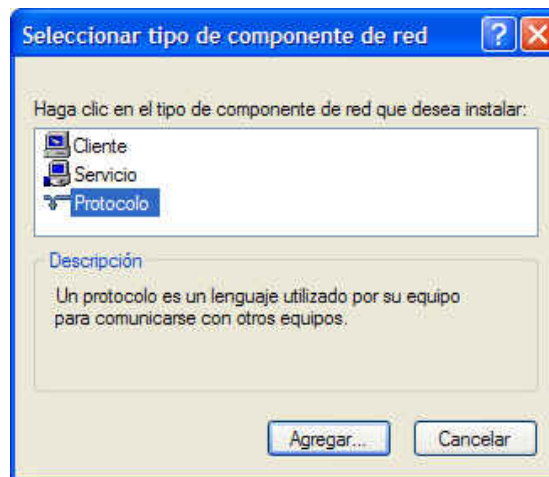 Seleccionar tipo de componente de red
Haga clic en el tipo de componente de red que desea instalar:
Cliente
Servicio
Protocolo
Descripción
Un protocolo es un lenguaje utilizado por su equipo
para comunicarse con otros equipos.
Agregar... Cancelar